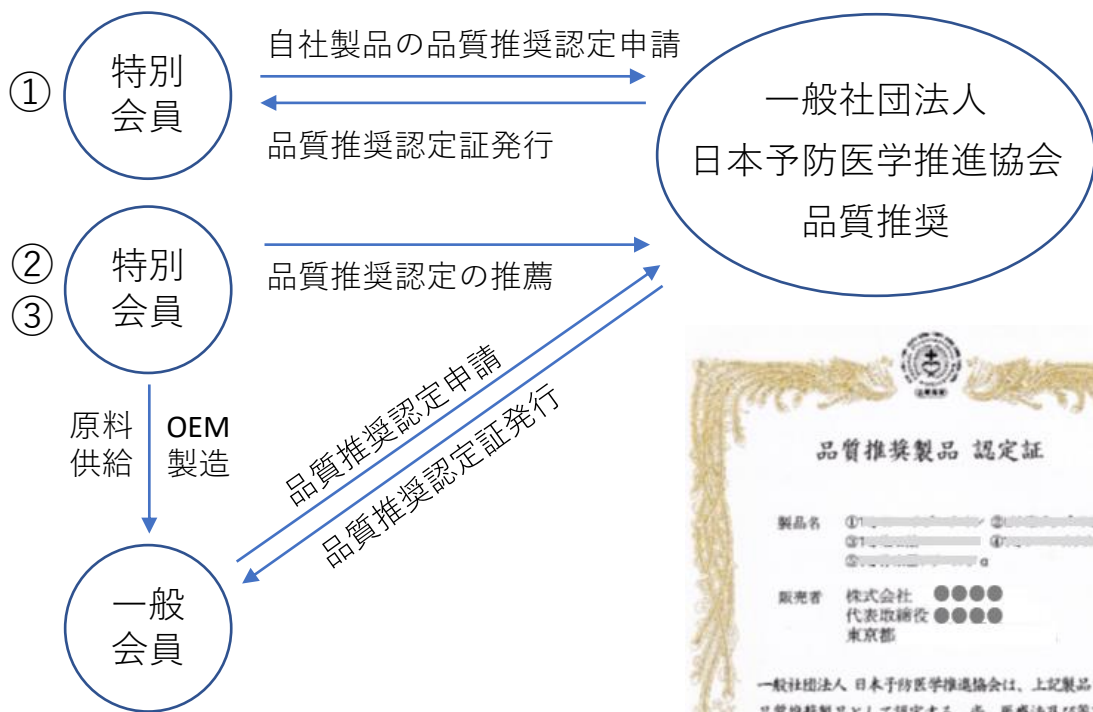 ①
特別
会員
自社製品の品質推奨認定申請
品質推奨認定証発行
一般社団法人
日本予防医学推進協会
品質推奨
②
③
特別
会員
品質推奨認定の推薦
原料
供給
OEM
製造
品質推奨認定申請
品質推奨認定証発行
一般
会員
品質推奨製品 認定証
製品名
①
②
③
④
⑤
α
販売者
株式会社 ●●●●
代表取締役 ●●●●
東京都
一般社団法人 日本予防医学推進協会は、上記製品